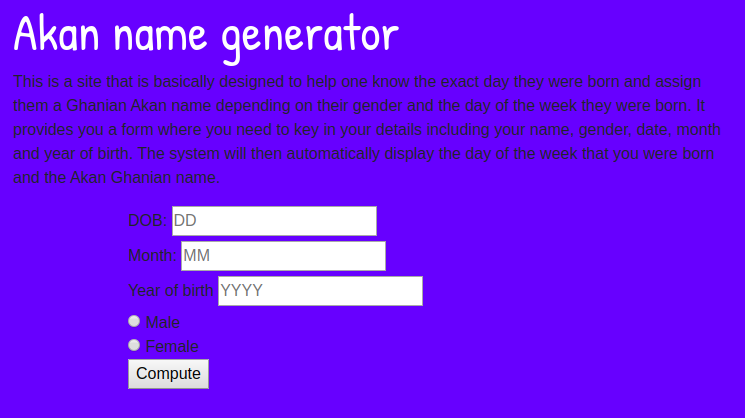 Akan name generator
This is a site that is basically designed to help one know the exact day they were born and assign
them a Ghanian Akan name depending on their gender and the day of the week they were born. It
provides you a form where you need to key in your details including your name, gender, date, month
and year of birth. The system will then automatically display the day of the week that you were born
and the Akan Ghanian name.
DOB: DD
Month: MM
Year of birth YYYY
Male
Female
Compute